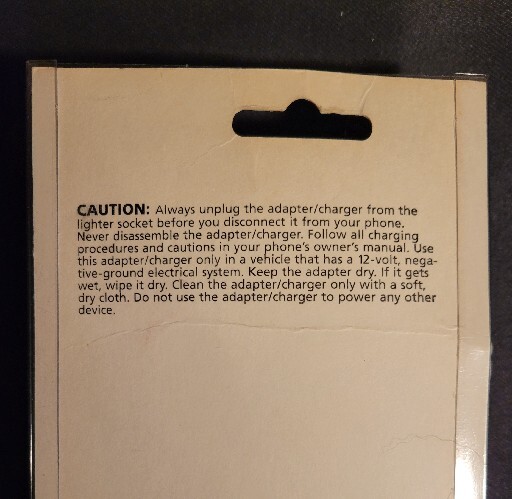 CAUTION: Always unplug the adapter/charger from the
lighter socket before you disconnect it from your phone.
Never disassemble the adapter/charger. Follow all charging
procedures and cautions in your phone's owner's manual. Use
this adapter/charger only in a vehicle that has a 12-volt, nega-
tive-ground electrical system. Keep the adapter dry. If it gets
wet, wipe it dry. Clean the adapter/charger only with a soft,
dry cloth. Do not use the adapter/charger to power any other
device.